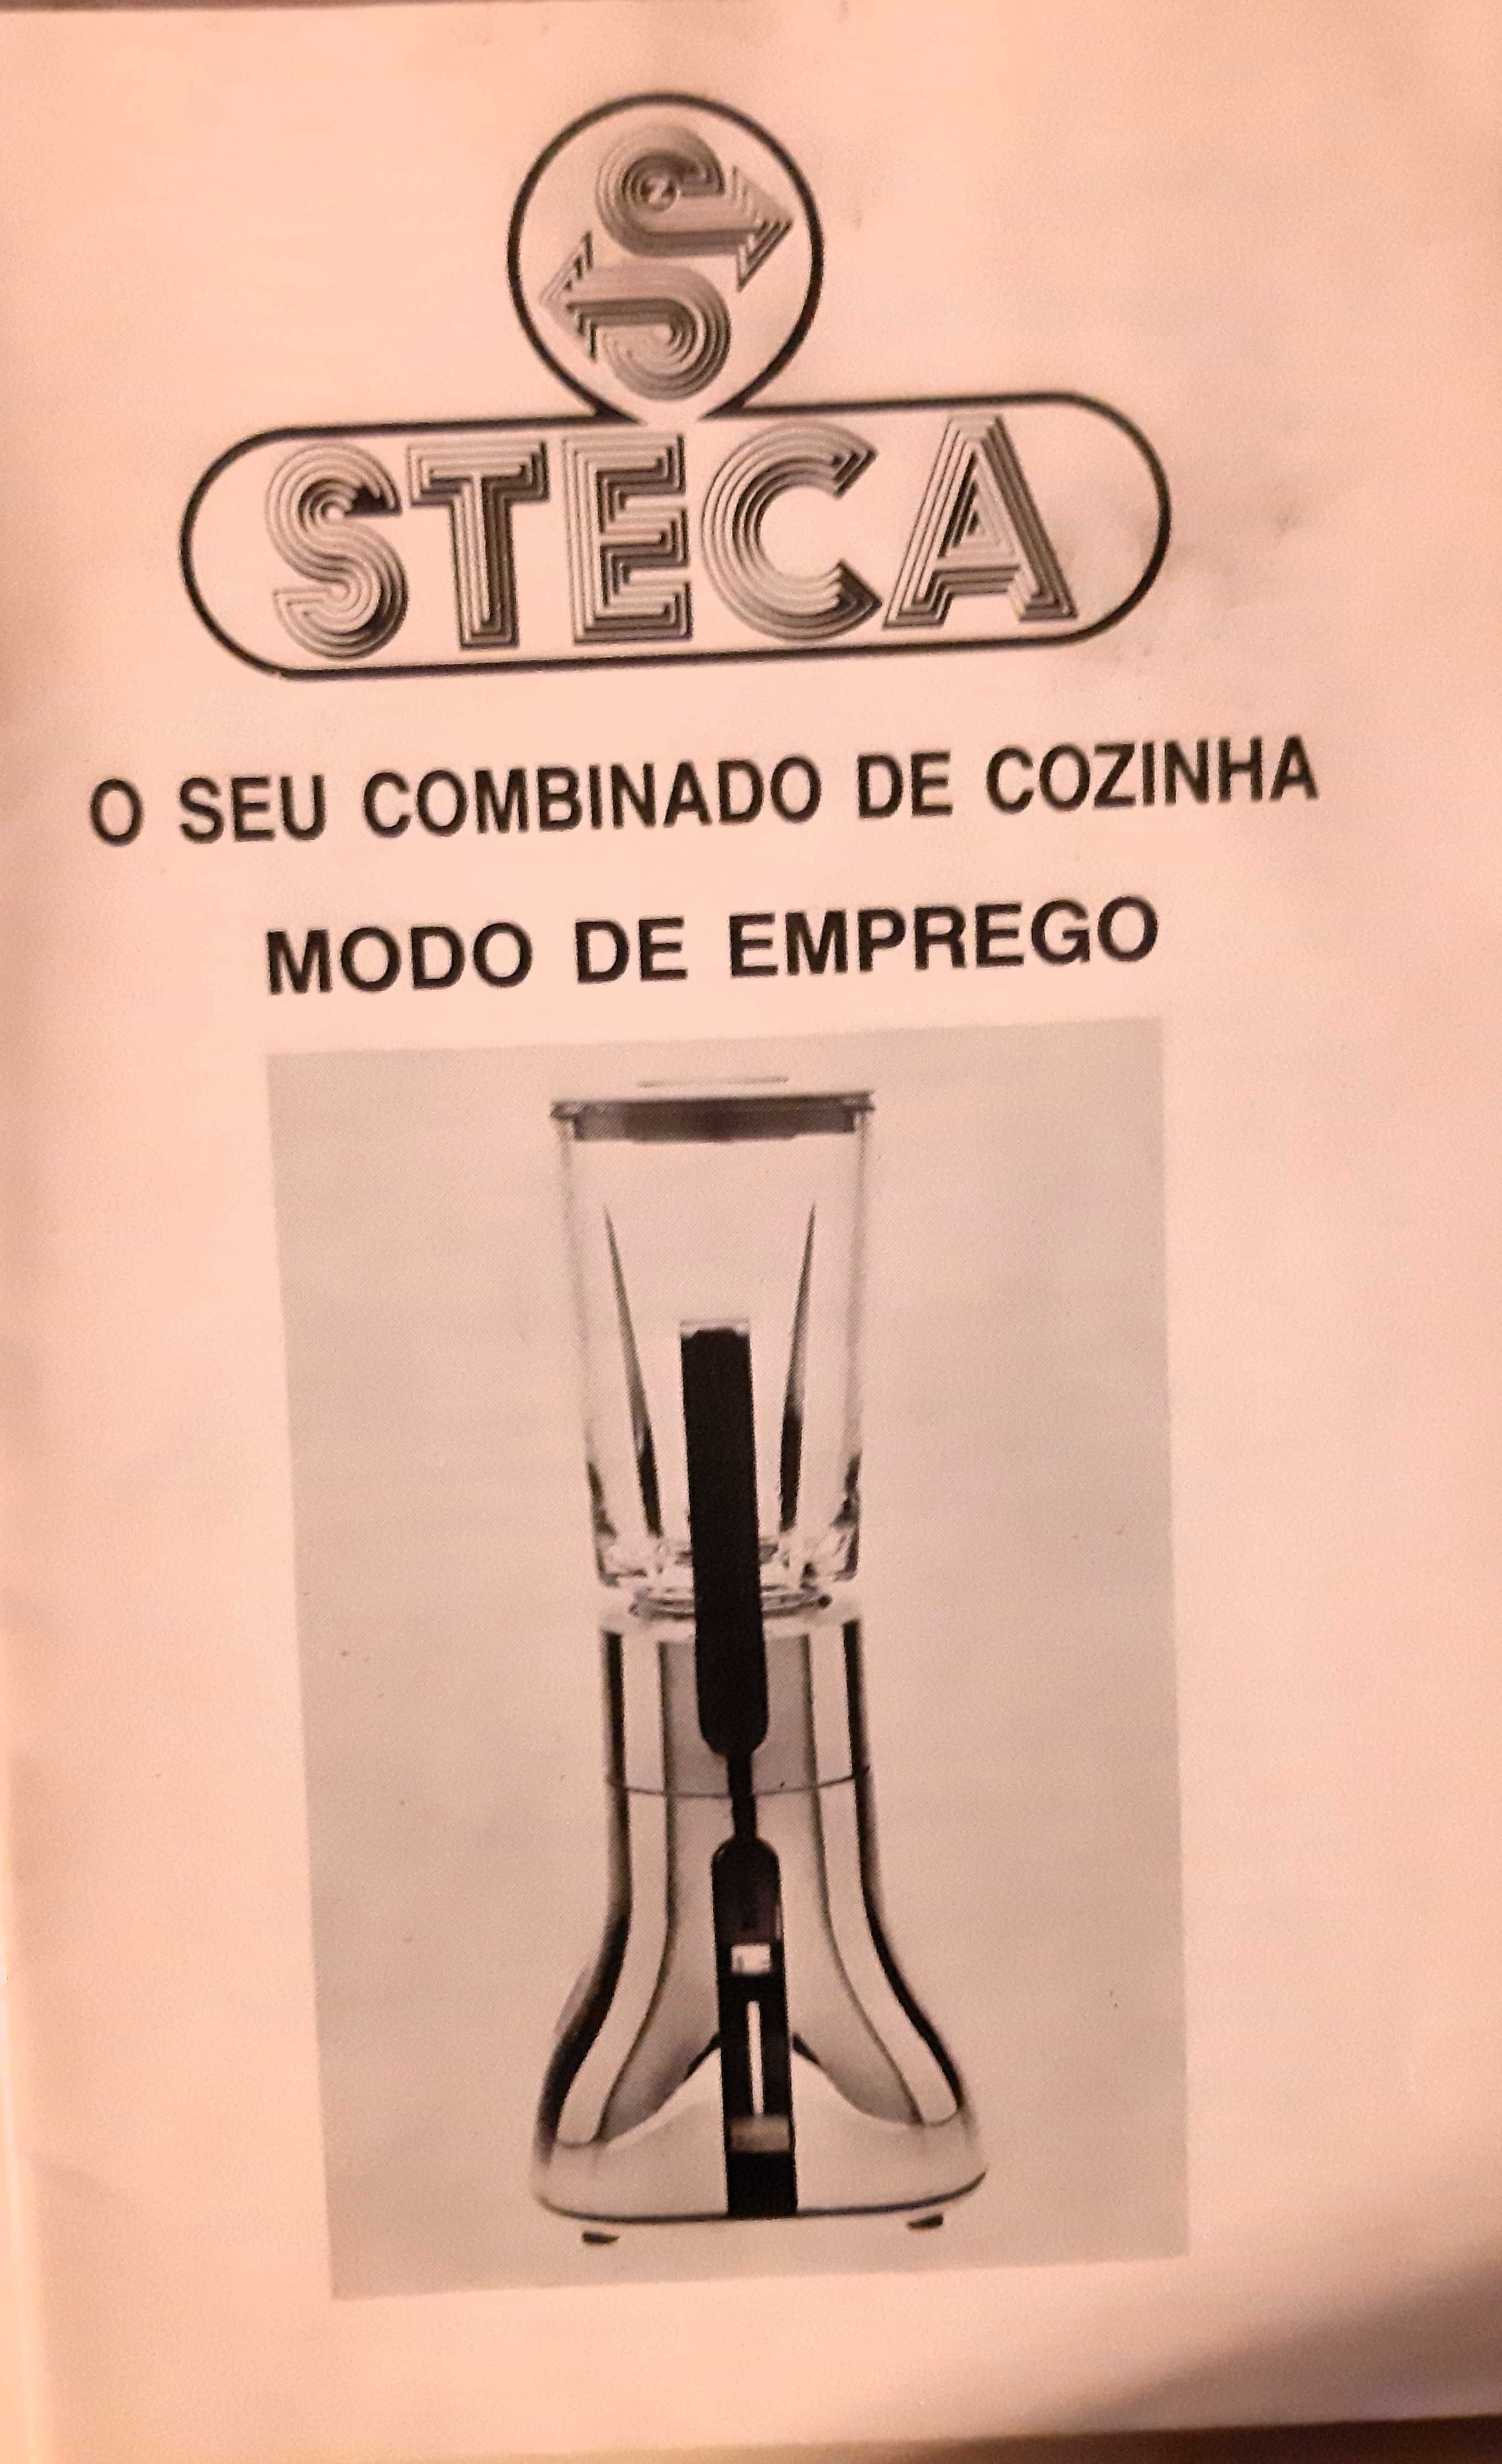 STECA
O SEU COMBINADO DE COZINHA
MODO DE EMPREGO